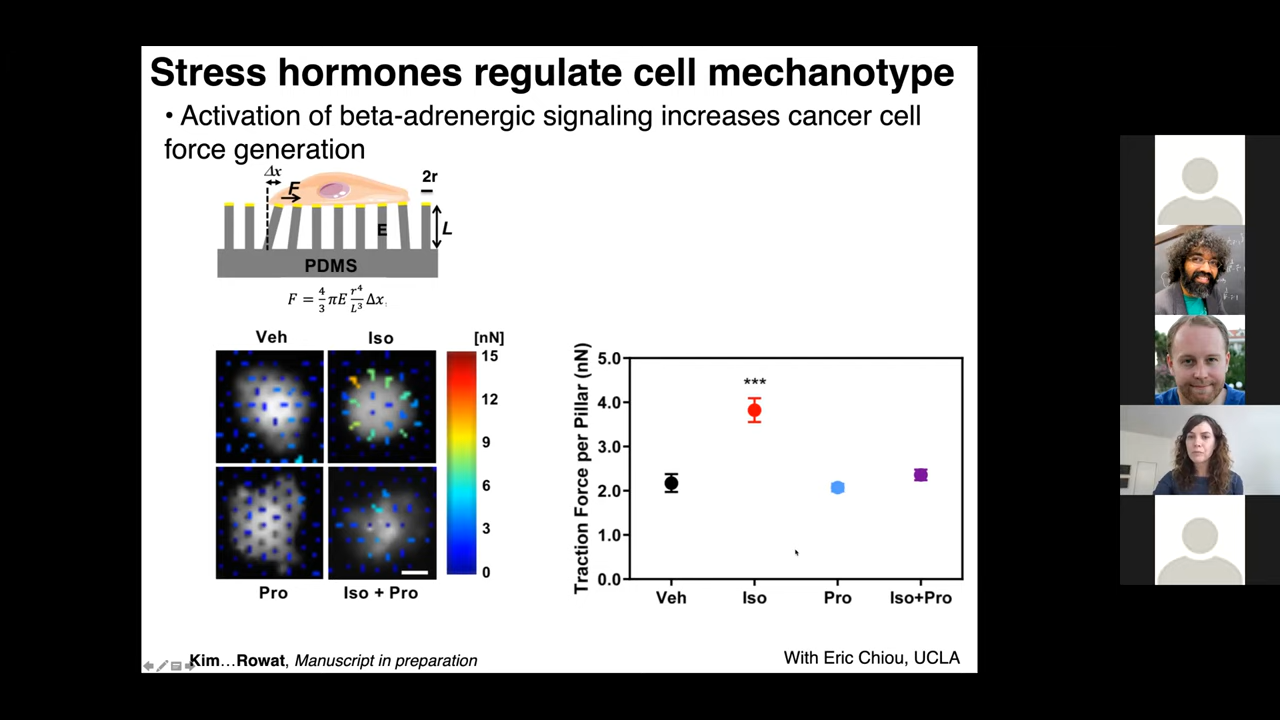 Stress hormones regulate cell mechanotype
• Activation of beta-adrenergic signaling increases cancer cell
force generation
Δx
F
2r
E
L
PDMS
F = 4/3 πE r⁴/L³ Δx
Veh
Iso
[nN]
15
12
9
6
3
0
Pro
Iso + Pro
Traction Force per Pillar (nN)
5.0
4.0
3.0
2.0
1.0
0.0
***
Veh
Iso
Pro
Iso+Pro
Kim...Rowat, Manuscript in preparation
With Eric Chiou, UCLA